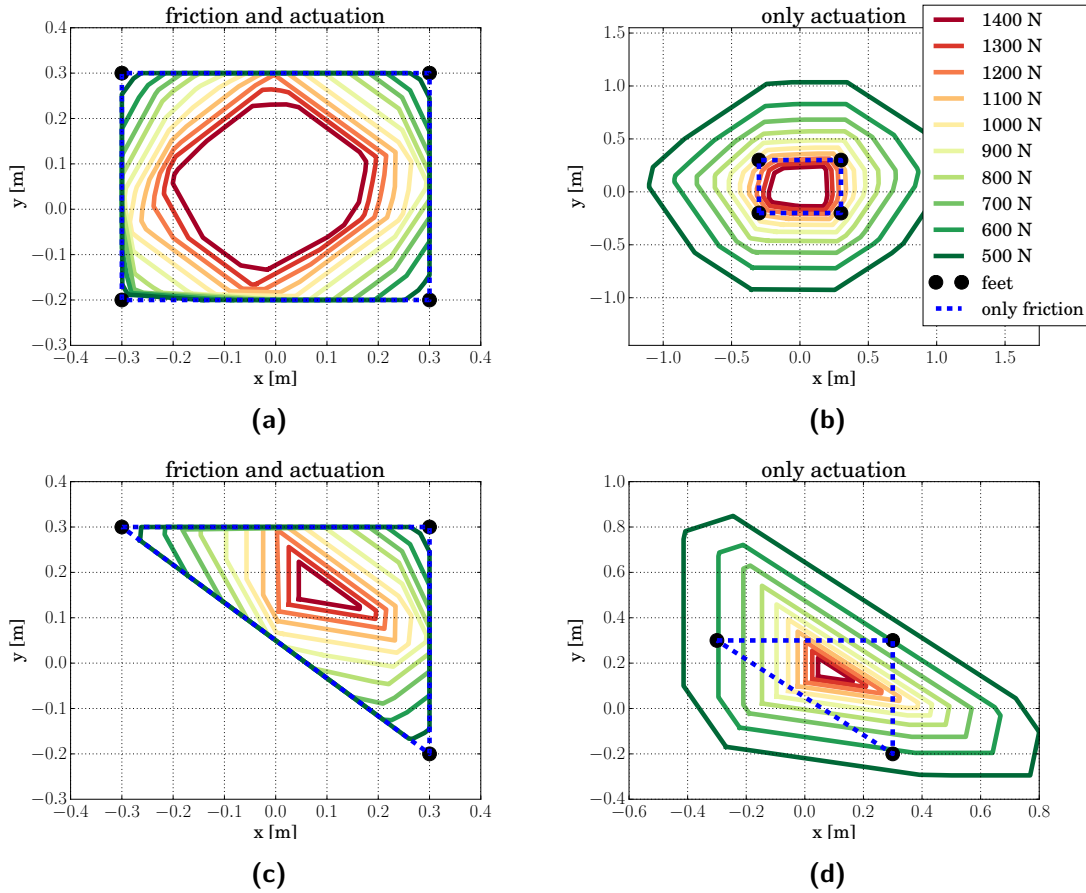 friction and actuation
0.4
0.3
0.2
0.1
0.0
−0.1
−0.2
−0.3
y [m]
−0.4 −0.3 −0.2 −0.1 0.0 0.1 0.2 0.3 0.4
x [m]
(a)
only actuation
1.5
1.0
0.5
0.0
−0.5
−1.0
y [m]
−1.0 −0.5 0.0 0.5 1.0 1.5
x [m]
1400 N
1300 N
1200 N
1100 N
1000 N
900 N
800 N
700 N
600 N
500 N
feet
only friction
(b)
friction and actuation
0.4
0.3
0.2
0.1
0.0
−0.1
−0.2
−0.3
y [m]
−0.4 −0.3 −0.2 −0.1 0.0 0.1 0.2 0.3 0.4
x [m]
(c)
only actuation
1.0
0.8
0.6
0.4
0.2
0.0
−0.2
−0.4
y [m]
−0.6 −0.4 −0.2 0.0 0.2 0.4 0.6 0.8
x [m]
(d)